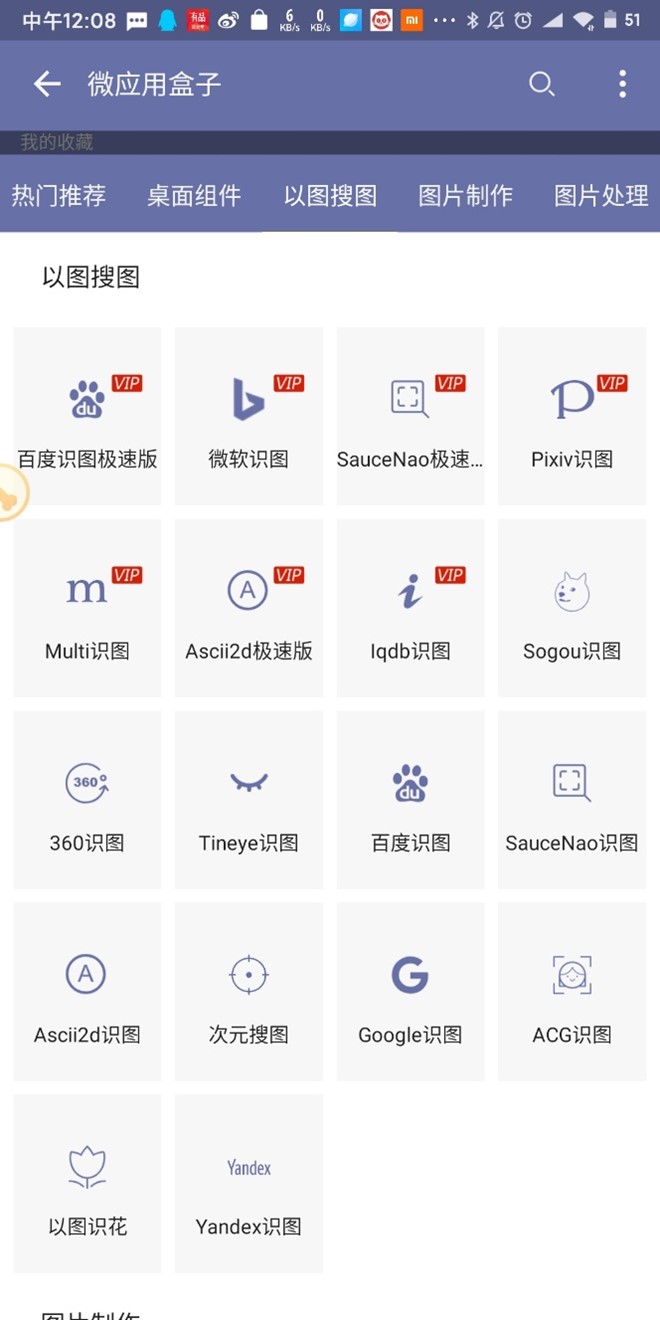 中午12:08 有品 6 KB/s 0 KB/s mi ··· 51
微应用盒子
我的收藏
热门推荐 桌面组件 以图搜图 图片制作 图片处理
以图搜图
du VIP VIP VIP P VIP
百度识图极速版 微软识图 SauceNao极速... Pixiv识图
m VIP A VIP i VIP
Multi识图 Ascii2d极速版 Iqdb识图 Sogou识图
360 du
360识图 Tineye识图 百度识图 SauceNao识图
A G
Ascii2d识图 次元搜图 Google识图 ACG识图
Yandex
以图识花 Yandex识图
图片制作